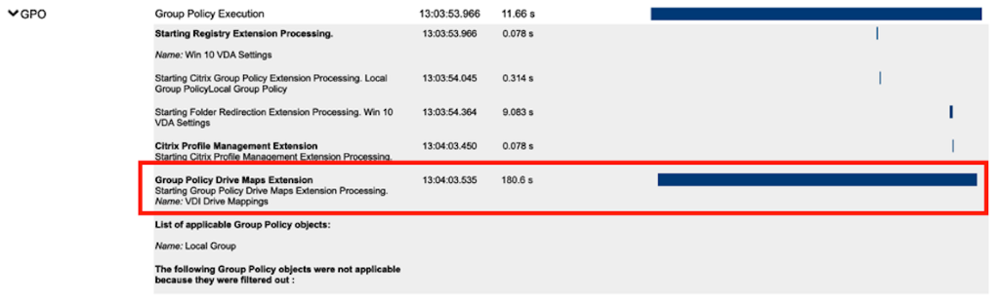 GPO Group Policy Execution 13:03:53.966 11.66 s
Starting Registry Extension Processing. 13:03:53.966 0.078 s
Name: Win 10 VDA Settings
Starting Citrix Group Policy Extension Processing. Local 13:03:54.045 0.314 s
Group PolicyLocal Group Policy
Starting Folder Redirection Extension Processing. Win 10 13:03:54.364 9.083 s
VDA Settings
Citrix Profile Management Extension 13:04:03.450 0.078 s
Starting Citrix Profile Management Extension Processing.
Group Policy Drive Maps Extension 13:04:03.535 180.6 s
Starting Group Policy Drive Maps Extension Processing.
Name: VDI Drive Mappings
List of applicable Group Policy objects:
Name: Local Group
The following Group Policy objects were not applicable
because they were filtered out :